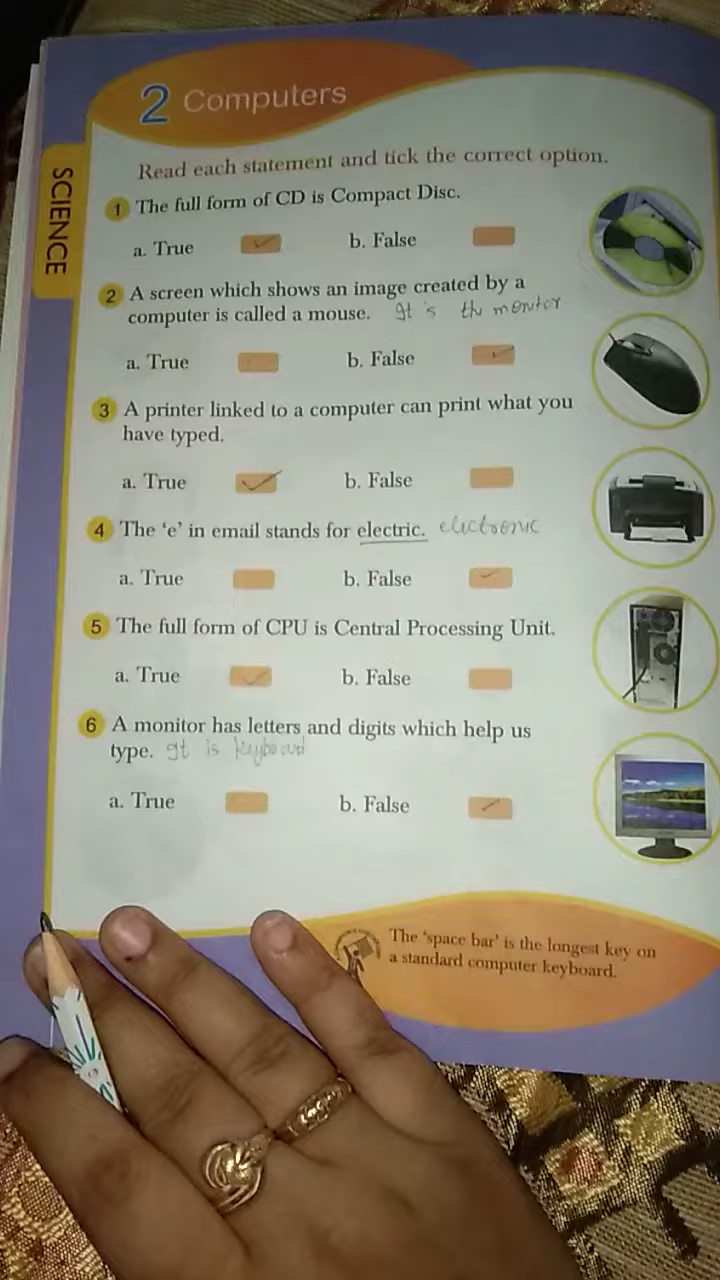 2 Computers
SCIENCE
Read each statement and tick the correct option.
1 The full form of CD is Compact Disc.
a. True b. False
2 A screen which shows an image created by a
computer is called a mouse. It is the monitor
a. True b. False
3 A printer linked to a computer can print what you
have typed.
a. True b. False
4 The ‘e’ in email stands for electric. electronic
a. True b. False
5 The full form of CPU is Central Processing Unit.
a. True b. False
6 A monitor has letters and digits which help us
type. It is keyboard
a. True b. False
The ‘space bar’ is the longest key on
a standard computer keyboard.